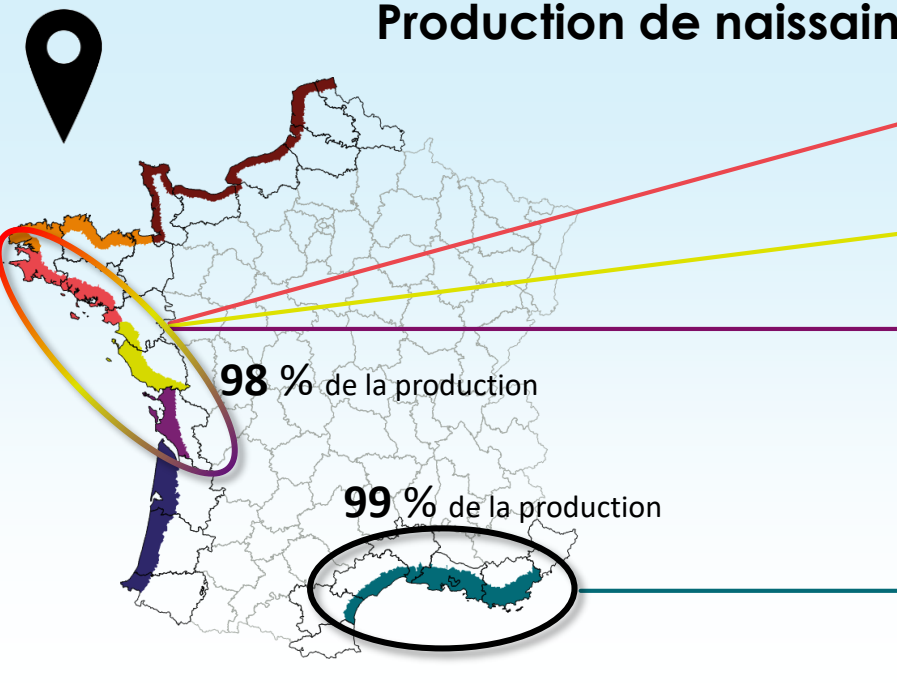 Production de naissain
98 % de la production
99 % de la production